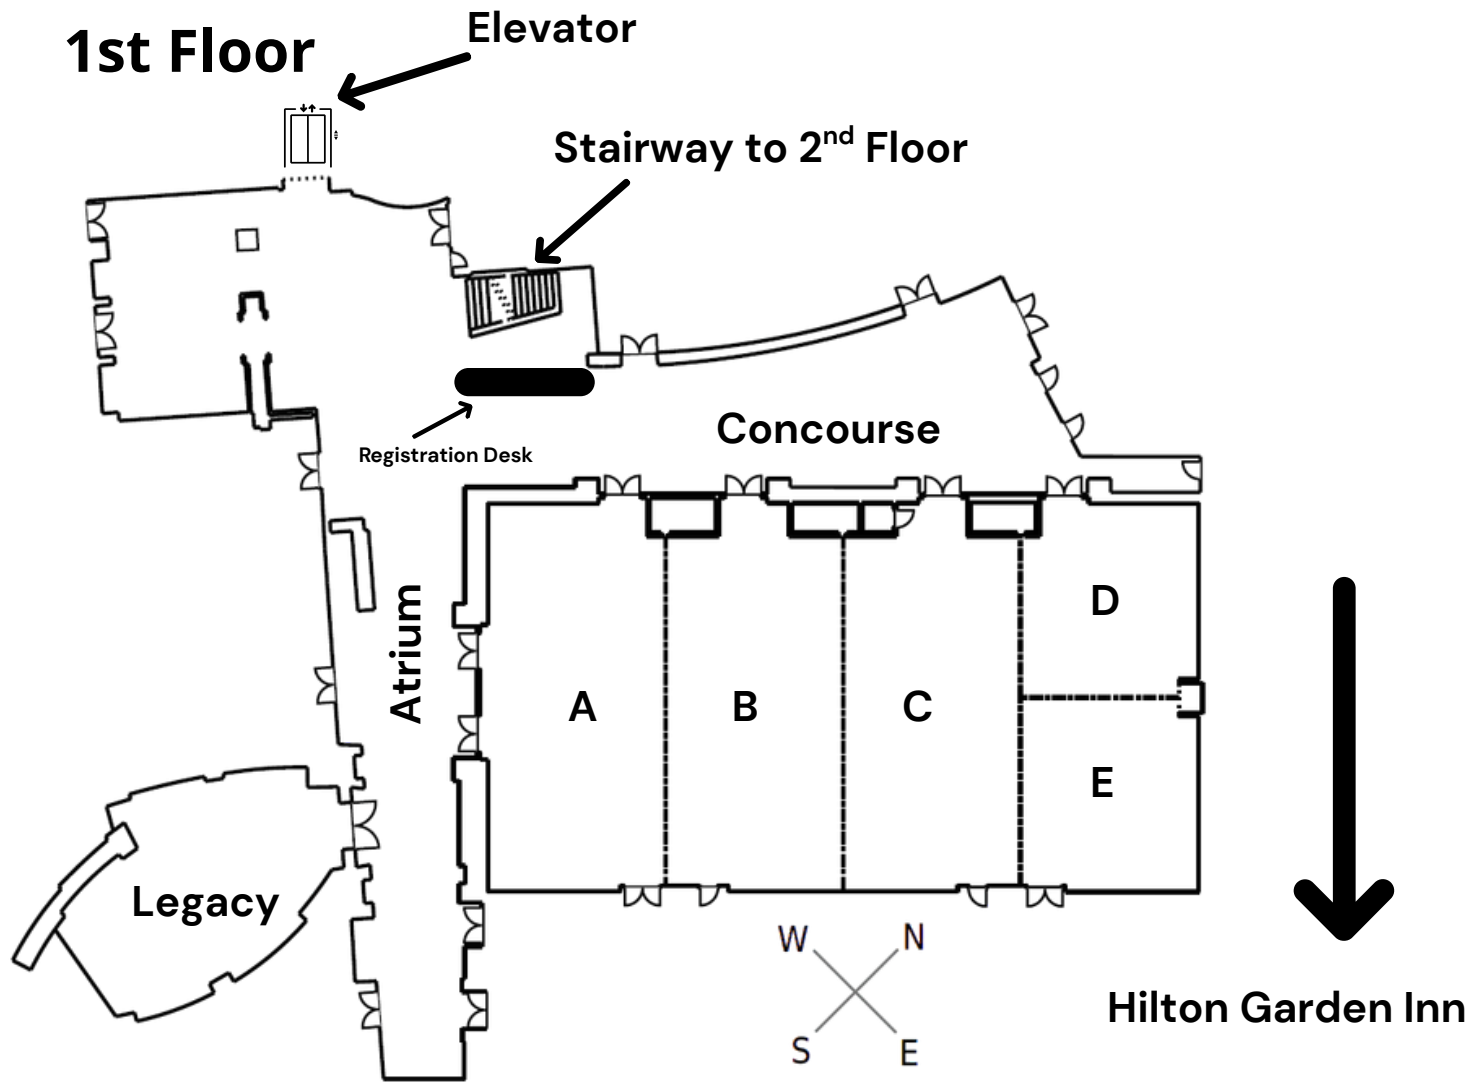 1st Floor
Elevator
Stairway to 2nd Floor
Registration Desk
Concourse
Atrium
A
B
C
D
E
Legacy
W
N
S
E
Hilton Garden Inn